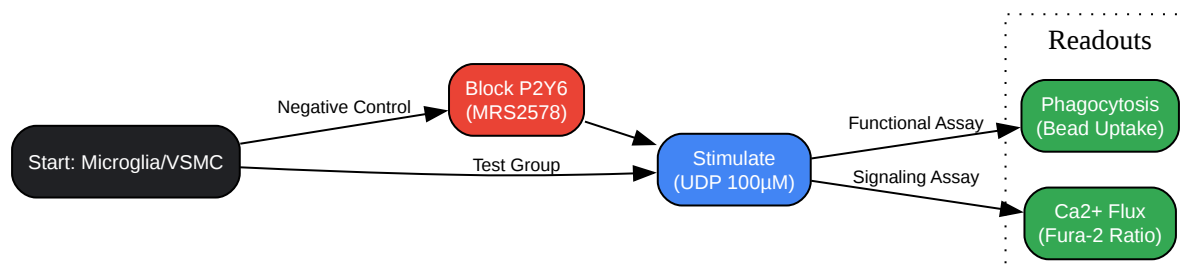 Readouts
Block P2Y6
(MRS2578)
Negative Control
Phagocytosis
(Bead Uptake)
Functional Assay
Start: Microglia/VSMC
Test Group
Stimulate
(UDP 100µM)
Signaling Assay
Ca2+ Flux
(Fura-2 Ratio)